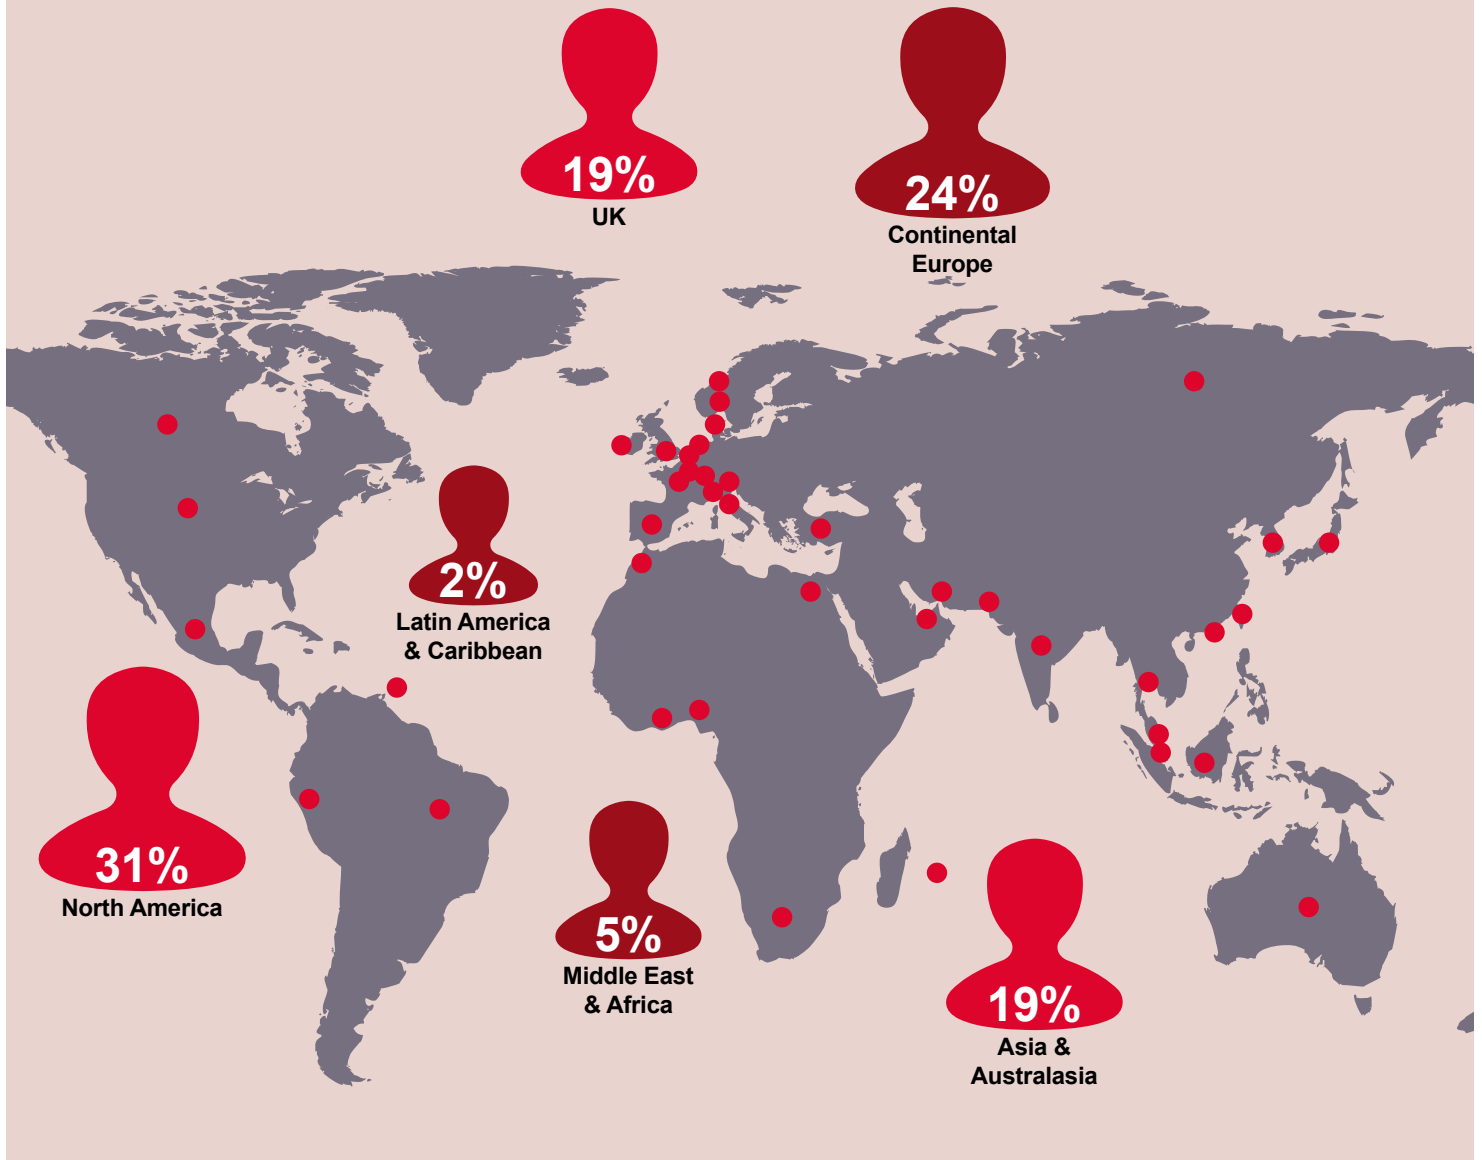 19%
UK
24%
Continental
Europe
2%
Latin America
& Caribbean
31%
North America
5%
Middle East
& Africa
19%
Asia &
Australasia